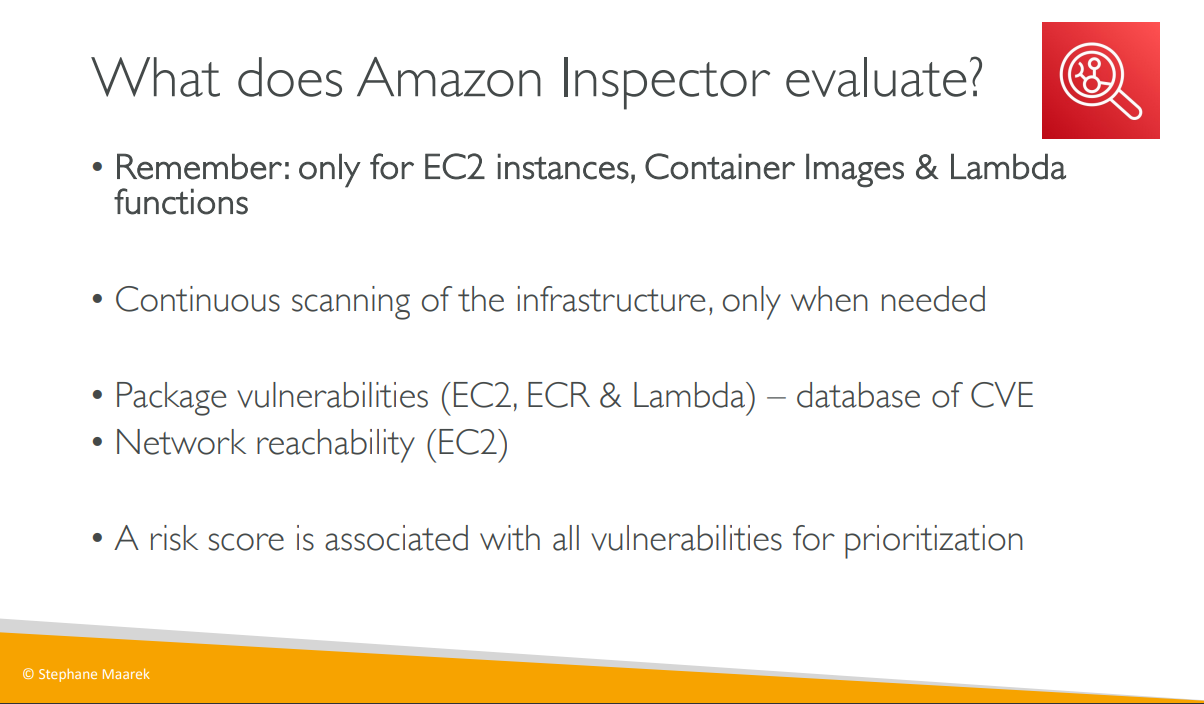 What does Amazon Inspector evaluate?
• Remember: only for EC2 instances, Container Images & Lambda
functions
• Continuous scanning of the infrastructure, only when needed
• Package vulnerabilities (EC2, ECR & Lambda) – database of CVE
• Network reachability (EC2)
• A risk score is associated with all vulnerabilities for prioritization
© Stephane Maarek